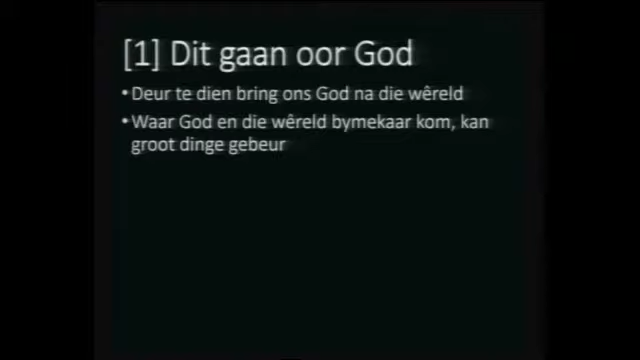 [1] Dit gaan oor God
• Deur te dien bring ons God na die wêreld
• Waar God en die wêreld bymekaar kom, kan
groot dinge gebeur